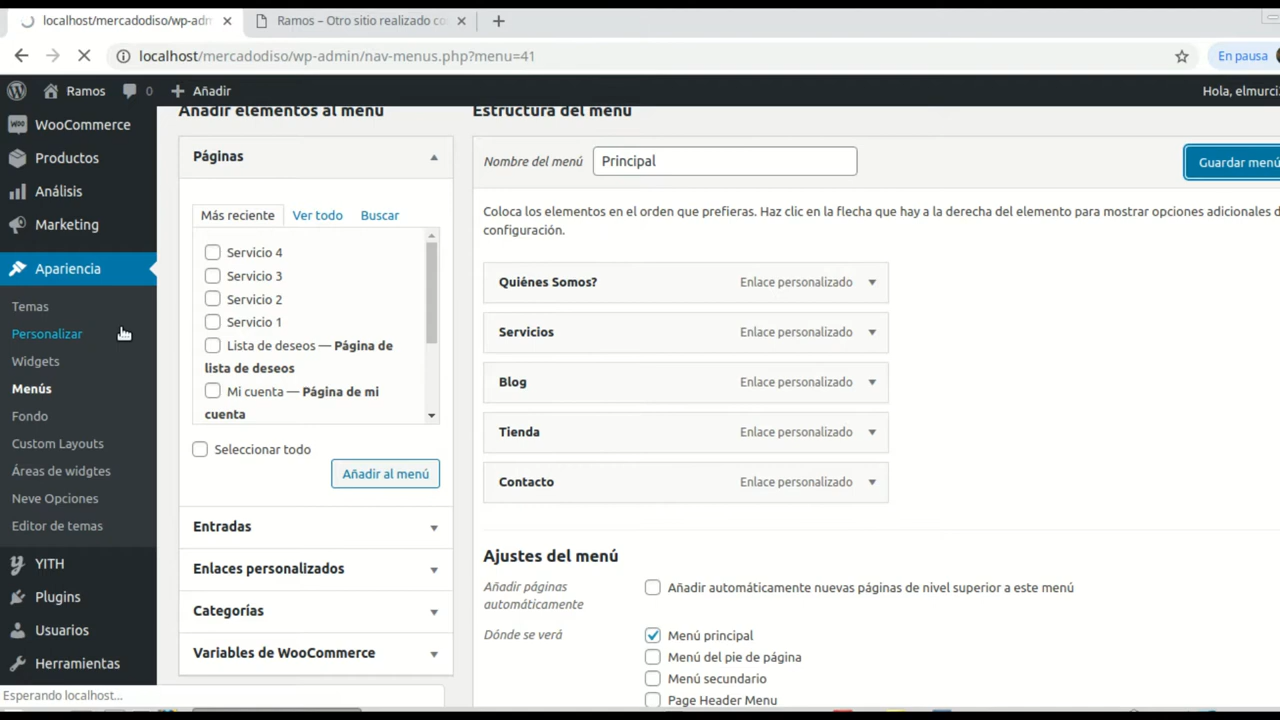 localhost/mercadodiso/wp-adm
Ramos – Otro sitio realizado co
localhost/mercadodiso/wp-admin/nav-menus.php?menu=41
En pausa
Ramos
0
Añadir
Hola, elmurci
WooCommerce
Productos
Análisis
Marketing
Apariencia
Temas
Personalizar
Widgets
Menús
Fondo
Custom Layouts
Áreas de widgtes
Neve Opciones
Editor de temas
YITH
Plugins
Usuarios
Herramientas
Añadir elementos al menú
Páginas
Más reciente
Ver todo
Buscar
Servicio 4
Servicio 3
Servicio 2
Servicio 1
Lista de deseos — Página de
lista de deseos
Mi cuenta — Página de mi
cuenta
Seleccionar todo
Añadir al menú
Entradas
Enlaces personalizados
Categorías
Variables de WooCommerce
Estructura del menú
Nombre del menú
Principal
Guardar menú
Coloca los elementos en el orden que prefieras. Haz clic en la flecha que hay a la derecha del elemento para mostrar opciones adicionales d
configuración.
Quiénes Somos? Enlace personalizado
Servicios Enlace personalizado
Blog Enlace personalizado
Tienda Enlace personalizado
Contacto Enlace personalizado
Ajustes del menú
Añadir páginas
automáticamente
Añadir automáticamente nuevas páginas de nivel superior a este menú
Dónde se verá
Menú principal
Menú del pie de página
Menú secundario
Page Header Menu
Esperando localhost...